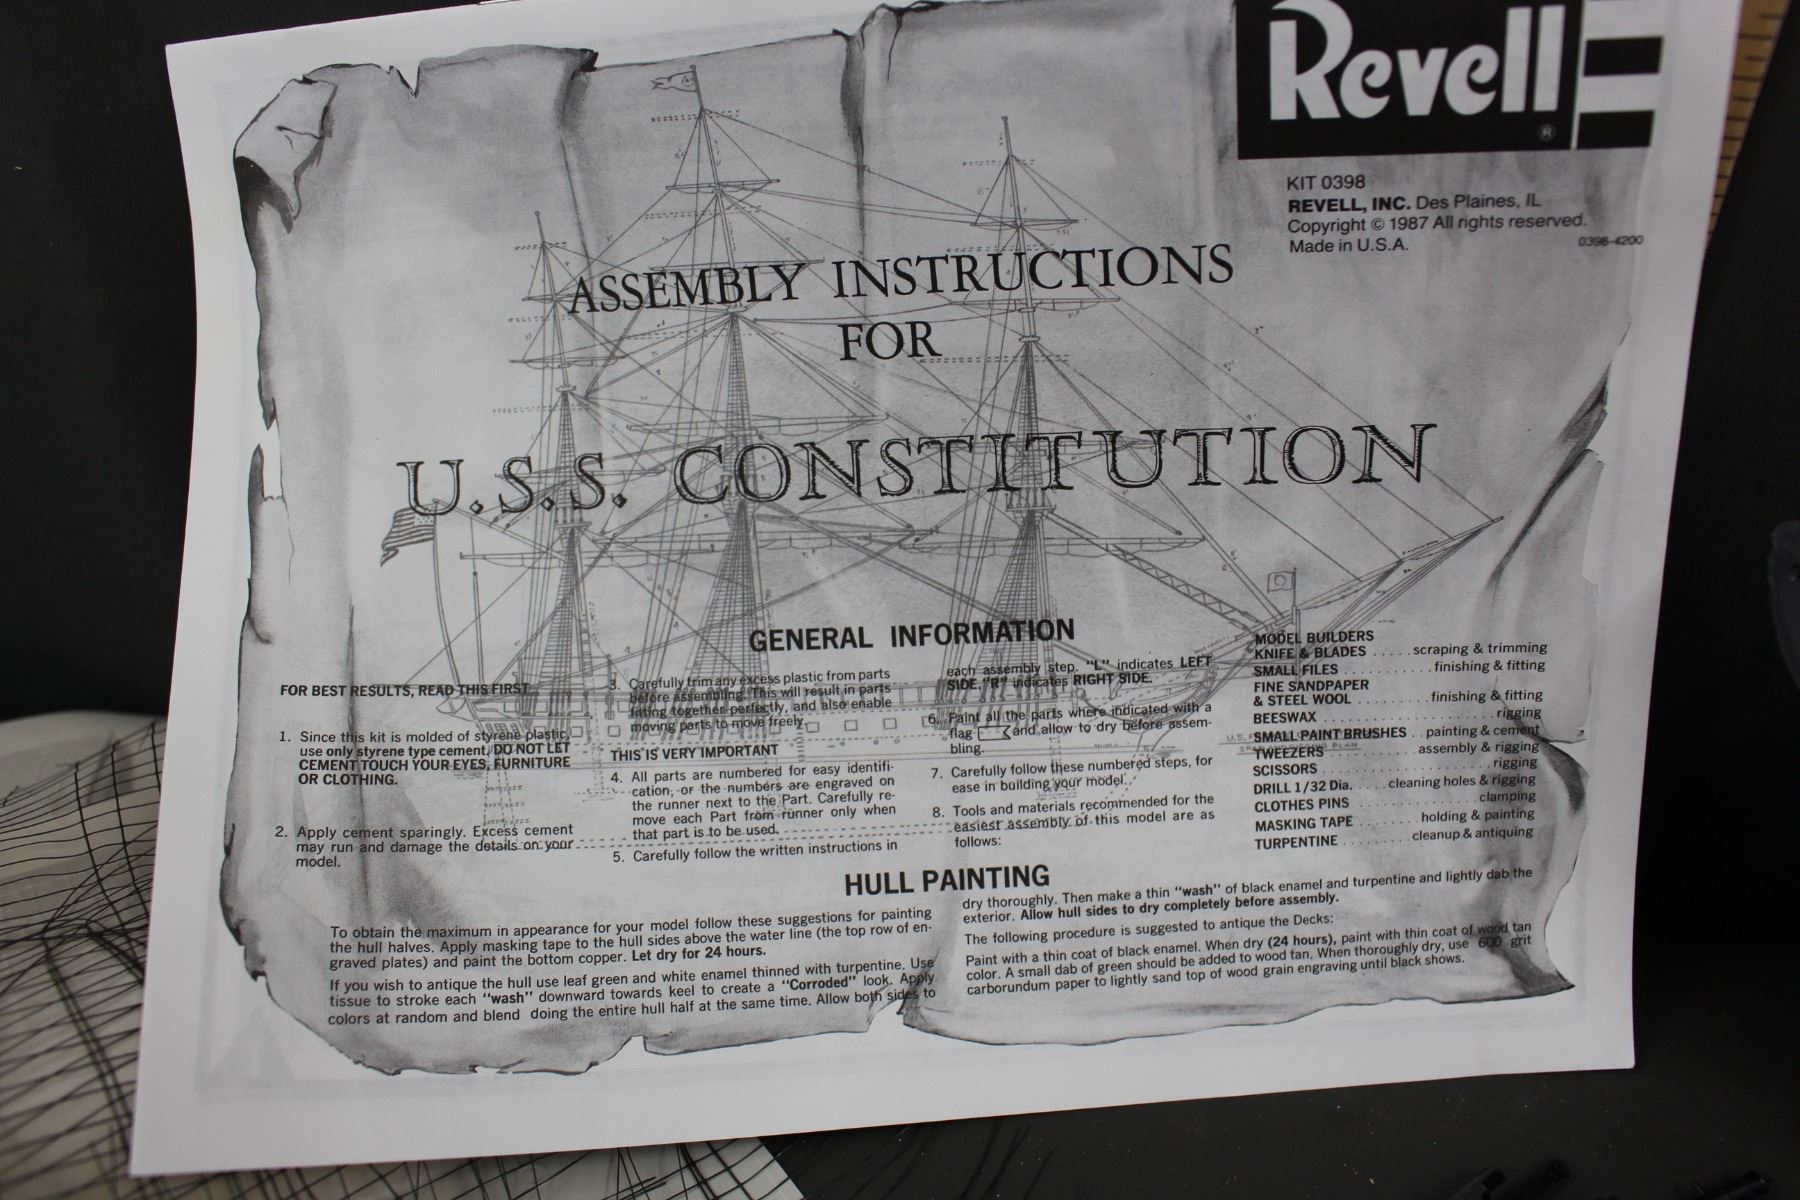 Revell
®
KIT 0398
REVELL, INC. Des Plaines, IL
Copyright © 1987 All rights reserved.
Made in U.S.A.
0398-4200
ASSEMBLY INSTRUCTIONS
FOR
U.S.S. CONSTITUTION
GENERAL INFORMATION
FOR BEST RESULTS, READ THIS FIRST
1. Since this kit is molded of styrene plastic,
use only styrene type cement, DO NOT LET
CEMENT TOUCH YOUR EYES, FURNITURE
OR CLOTHING.
2. Apply cement sparingly. Excess cement
may run and damage the details on your
model.
3. Carefully trim any excess plastic from parts
before assembling. This will result in parts
fitting together perfectly, and also enable
moving parts to move freely.
THIS IS VERY IMPORTANT
4. All parts are numbered for easy identifi-
cation, or the numbers are engraved on
the runner next to the Part. Carefully re-
move each Part from runner only when
that part is to be used.
5. Carefully follow the written instructions in
each assembly step. "L" indicates LEFT
SIDE, "R" indicates RIGHT SIDE.
6. Paint all the parts where indicated with a
flag and allow to dry before assem-
bling.
7. Carefully follow these numbered steps, for
ease in building your model.
8. Tools and materials recommended for the
easiest assembly of this model are as
follows:
MODEL BUILDERS
KNIFE & BLADES ..... scraping & trimming
SMALL FILES .............. finishing & fitting
FINE SANDPAPER
& STEEL WOOL ........... finishing & fitting
BEESWAX ......................... rigging
SMALL PAINT BRUSHES .. painting & cement
TWEEZERS ............... assembly & rigging
SCISSORS ........................ rigging
DRILL 1/32 Dia. ..... cleaning holes & rigging
CLOTHES PINS .................. clamping
MASKING TAPE ......... holding & painting
TURPENTINE .......... cleanup & antiquing
HULL PAINTING
To obtain the maximum in appearance for your model follow these suggestions for painting
the hull halves. Apply masking tape to the hull sides above the water line (the top row of en-
graved plates) and paint the bottom copper. Let dry for 24 hours.
If you wish to antique the hull use leaf green and white enamel thinned with turpentine. Use
tissue to stroke each "wash" downward towards keel to create a "Corroded" look. Apply
colors at random and blend doing the entire hull half at the same time. Allow both sides to
dry thoroughly. Then make a thin "wash" of black enamel and turpentine and lightly dab the
exterior. Allow hull sides to dry completely before assembly.
The following procedure is suggested to antique the Decks:
Paint with a thin coat of black enamel. When dry (24 hours), paint with thin coat of wood tan
color. A small dab of green should be added to wood tan. When thoroughly dry, use 600 grit
carborundum paper to lightly sand top of wood grain engraving until black shows.